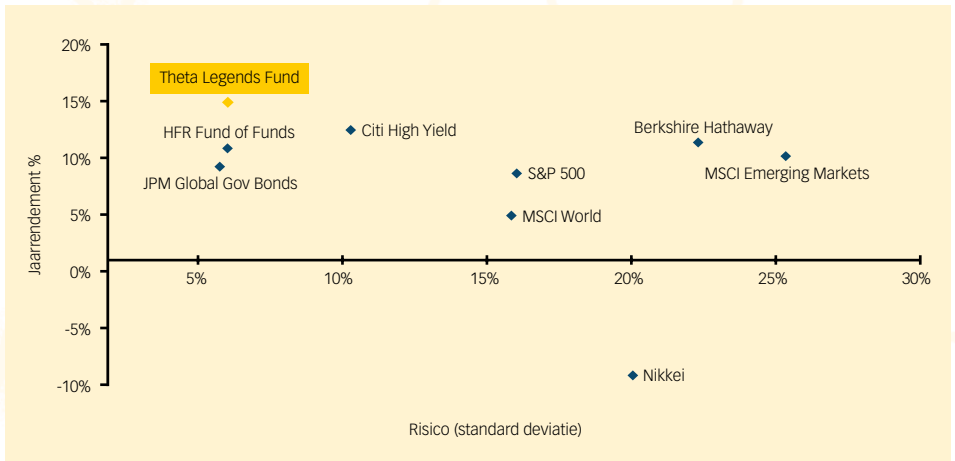 20%
Theta Legends Fund
15%
HFR Fund of Funds
Citi High Yield
Berkshire Hathaway
10%
JPM Global Gov Bonds
S&P 500
MSCI Emerging Markets
5%
MSCI World
Jaarrendement %
0%
5%
10%
15%
20%
25%
30%
-5%
-10%
Nikkei
Risico (standard deviatie)